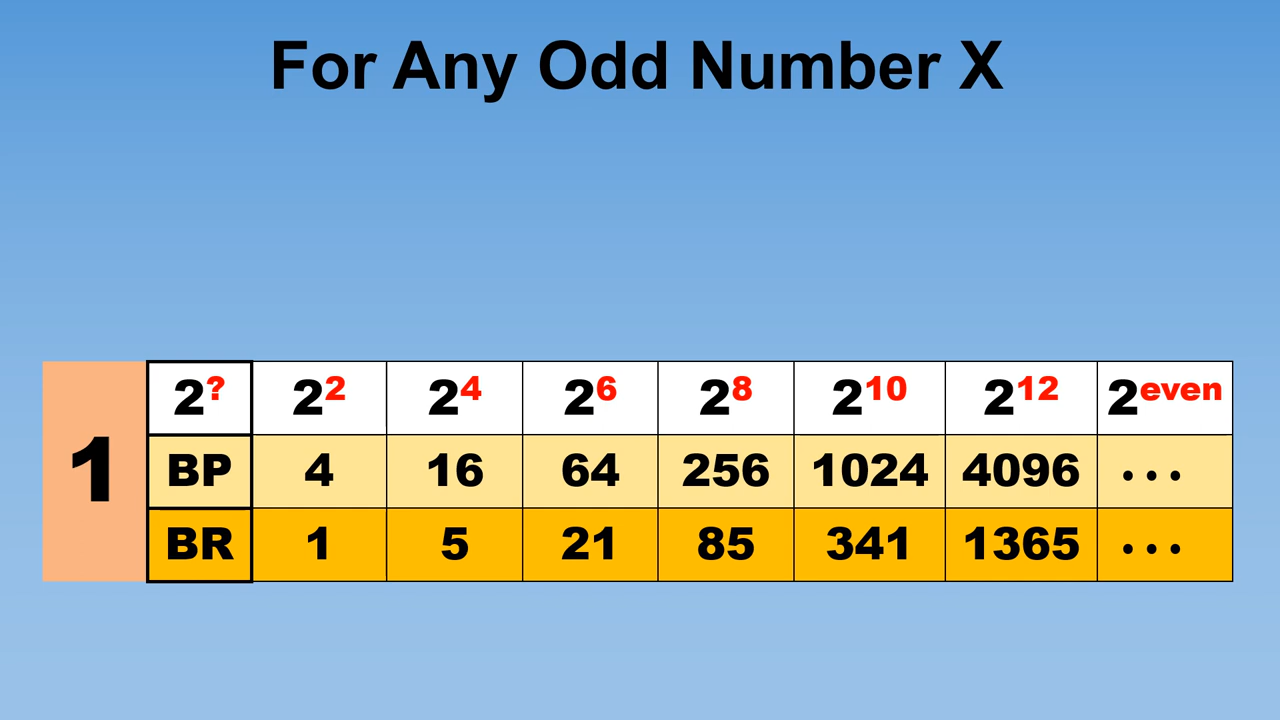 For Any Odd Number X
1
2? 22 24 26 28 210 212 2even
BP 4 16 64 256 1024 4096 ...
BR 1 5 21 85 341 1365 ...